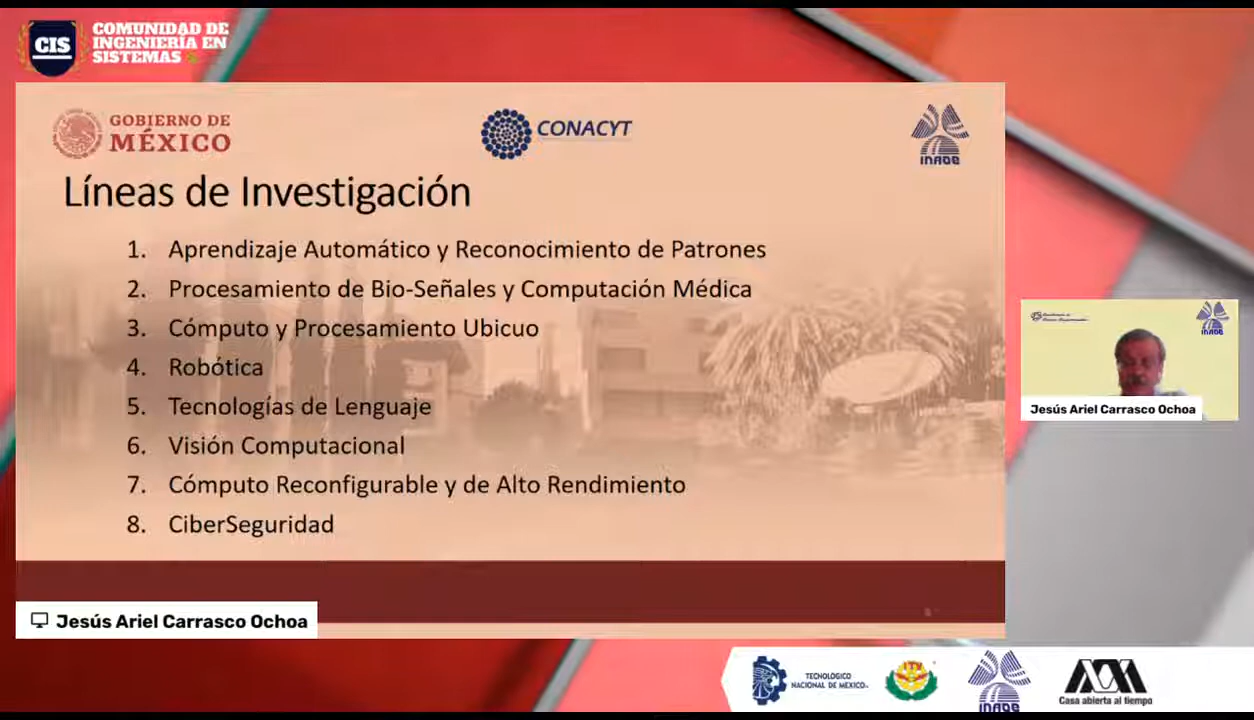 CIS
COMUNIDAD DE
INGENIERÍA EN
SISTEMAS
GOBIERNO DE
MÉXICO
CONACYT
INAOE
Líneas de Investigación
1. Aprendizaje Automático y Reconocimiento de Patrones
2. Procesamiento de Bio-Señales y Computación Médica
3. Cómputo y Procesamiento Ubicuo
4. Robótica
5. Tecnologías de Lenguaje
6. Visión Computacional
7. Cómputo Reconfigurable y de Alto Rendimiento
8. CiberSeguridad
INAOE
Jesús Ariel Carrasco Ochoa
Jesús Ariel Carrasco Ochoa
TECNOLÓGICO
NACIONAL DE MÉXICO
ITV
INAOE
Casa abierta al tiempo